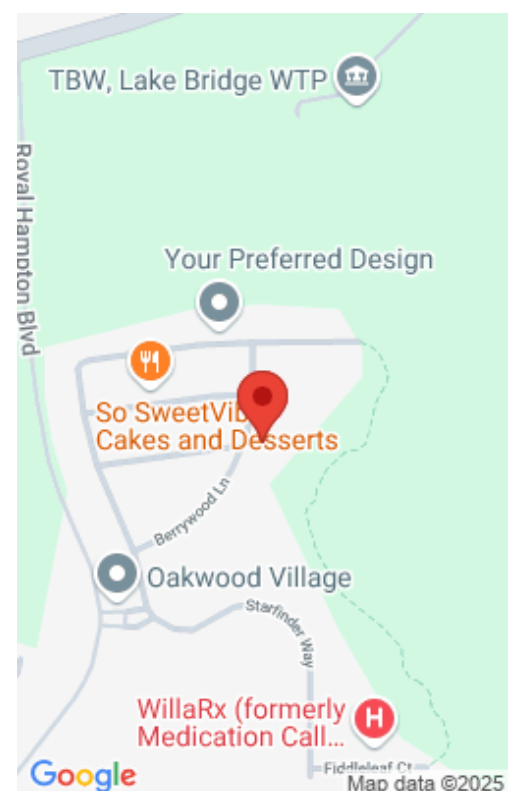 TBW, Lake Bridge WTP
Royal Hampton Blvd
Your Preferred Design
So SweetVib
Cakes and Desserts
Berrywood Ln
Oakwood Village
Starfinder Way
WillaRx (formerly
Medication Call...
Fiddleleaf Ct
Google
Map data ©2025